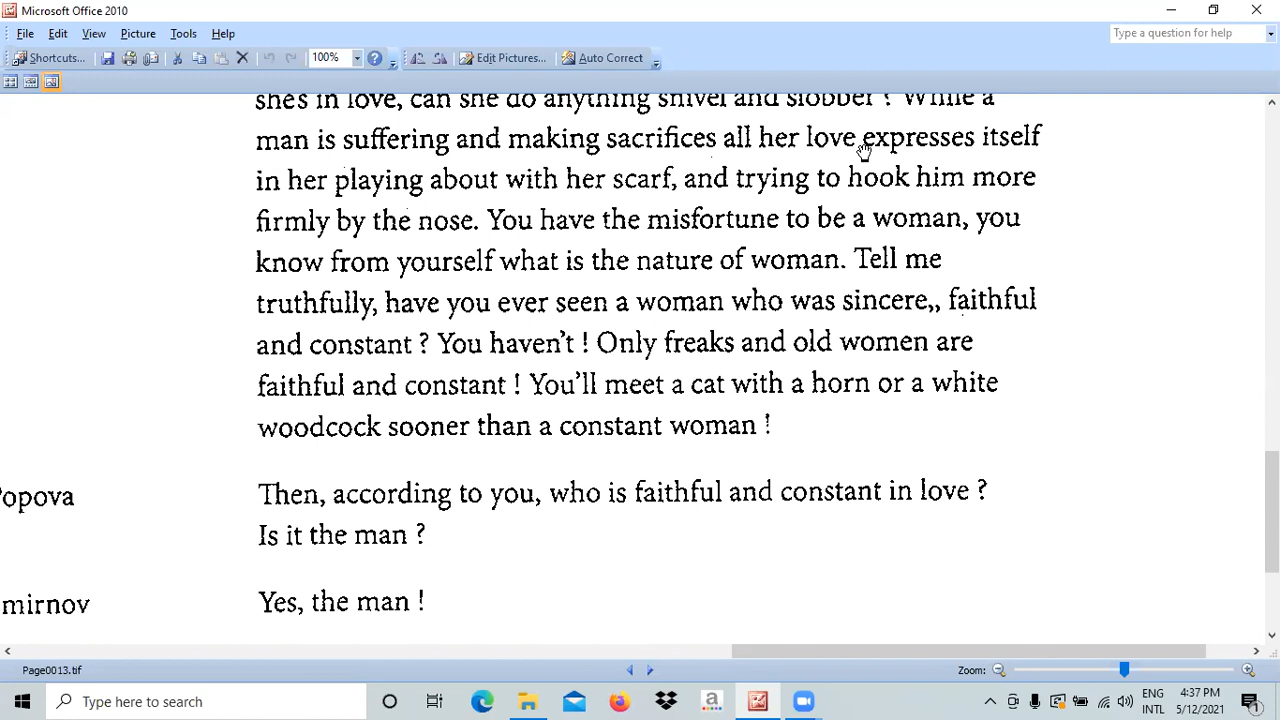 Microsoft Office 2010
File Edit View Picture Tools Help
Type a question for help
Shortcuts... 100% Edit Pictures... Auto Correct
she's in love, can she do anything snivel and slobber ? While a
man is suffering and making sacrifices all her love expresses itself
in her playing about with her scarf, and trying to hook him more
firmly by the nose. You have the misfortune to be a woman, you
know from yourself what is the nature of woman. Tell me
truthfully, have you ever seen a woman who was sincere,, faithful
and constant ? You haven't ! Only freaks and old women are
faithful and constant ! You'll meet a cat with a horn or a white
woodcock sooner than a constant woman !
Popova Then, according to you, who is faithful and constant in love ?
Is it the man ?
mirnov Yes, the man !
Page0013.tif Zoom:
Type here to search
ENG
INTL
4:37 PM
5/12/2021